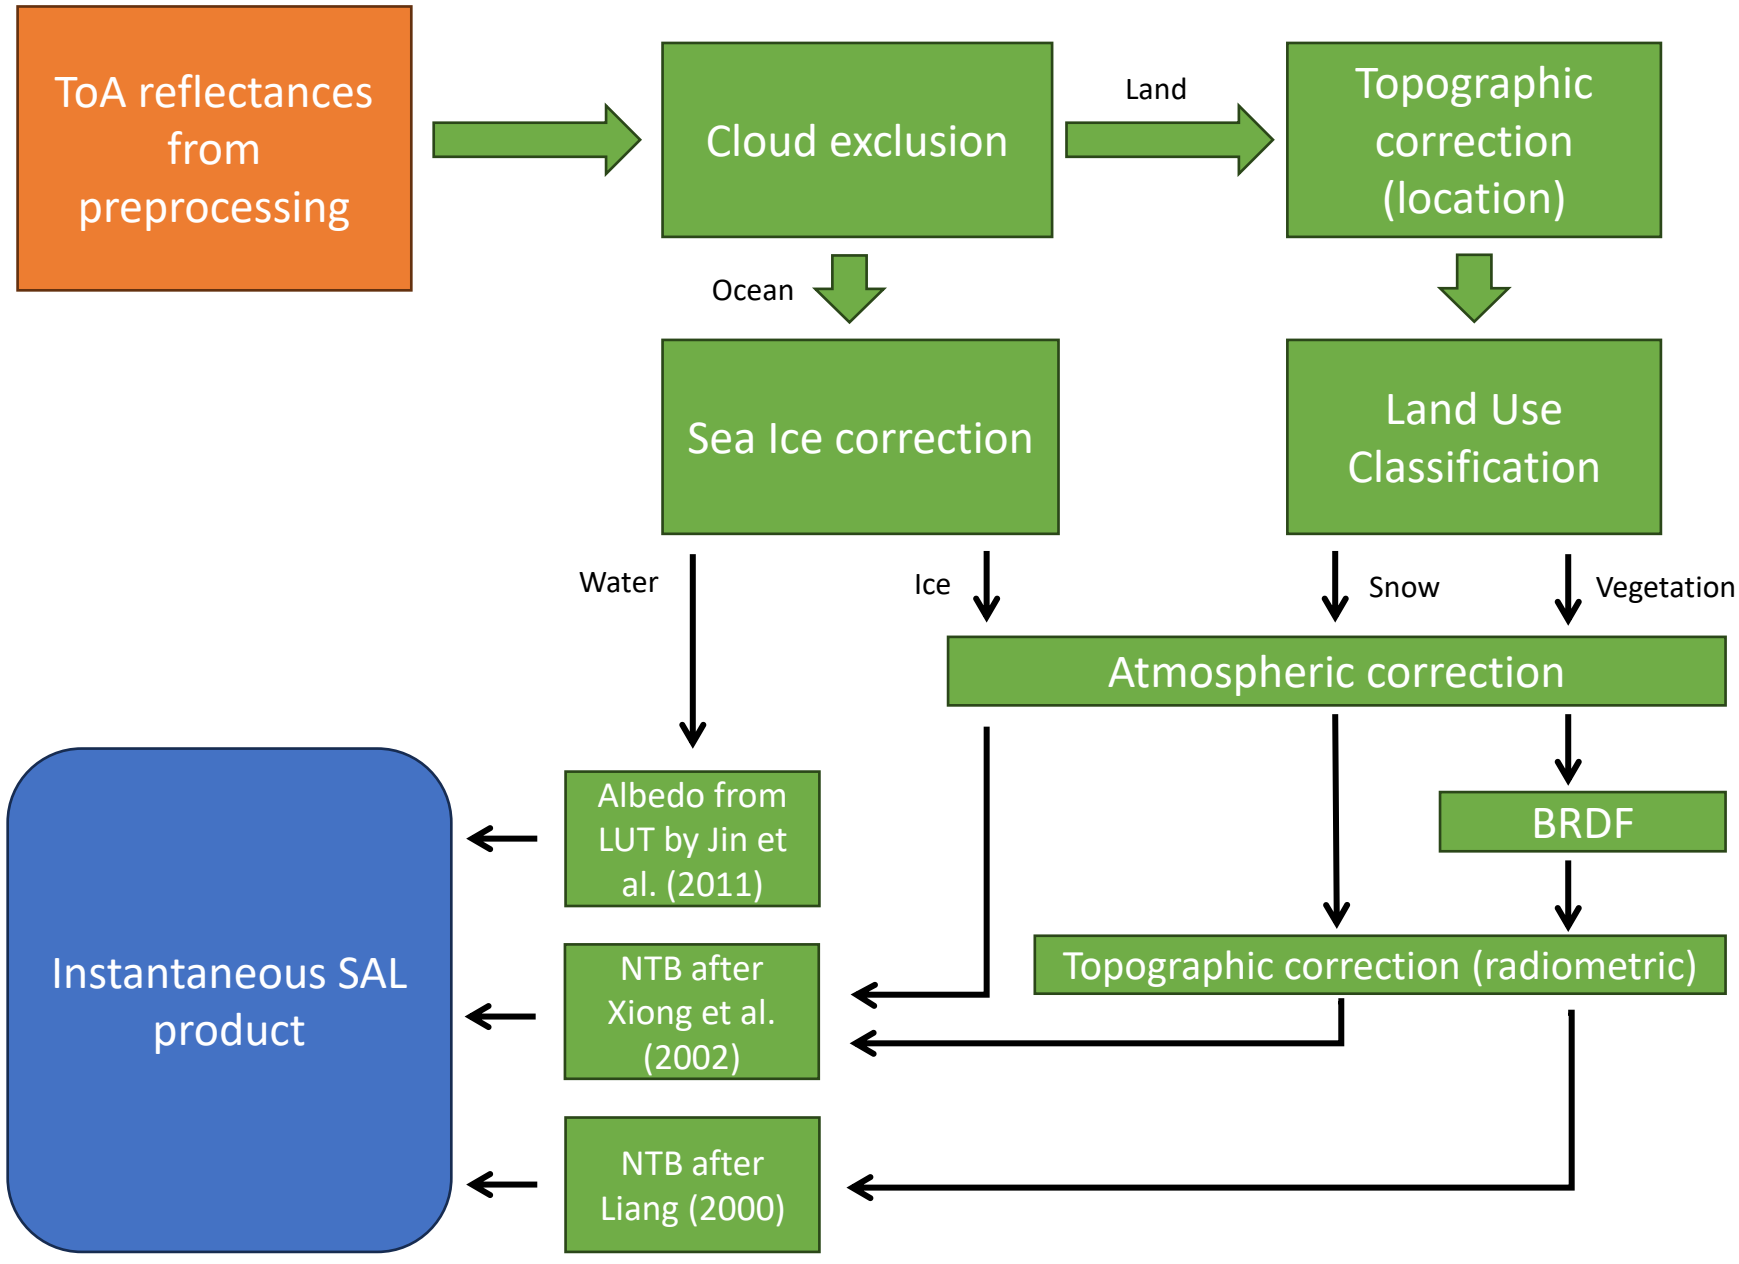 ToA reflectances
from
preprocessing
Cloud exclusion
Land
Topographic
correction
(location)
Ocean
Sea Ice correction
Land Use
Classification
Water
Ice
Snow
Vegetation
Atmospheric correction
BRDF
Topographic correction (radiometric)
Albedo from
LUT by Jin et
al. (2011)
NTB after
Xiong et al.
(2002)
NTB after
Liang (2000)
Instantaneous SAL
product